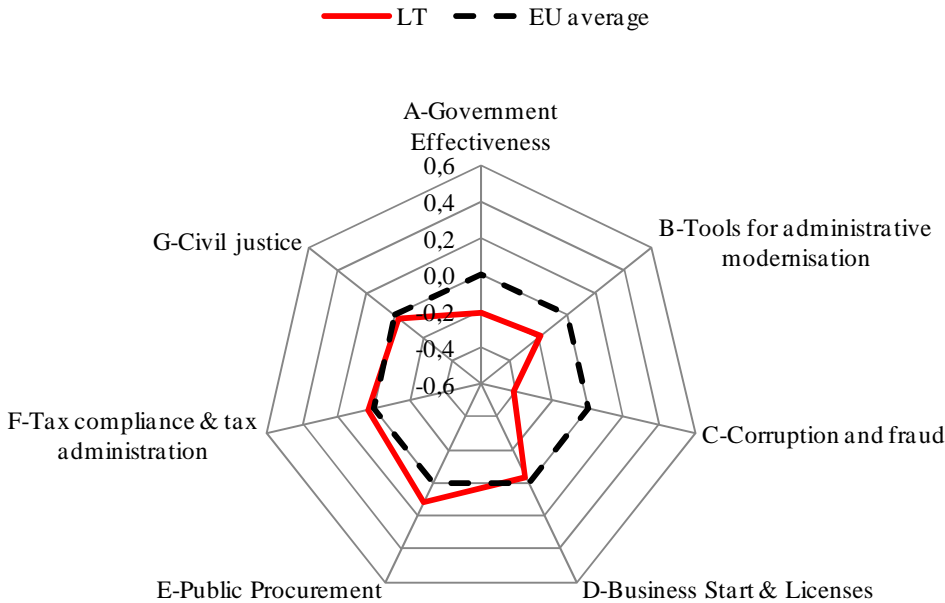 LT EU average
A-Government
Effectiveness
0,6
0,4
0,2
0,0
-0,2
-0,4
-0,6
B-Tools for administrative
modernisation
C-Corruption and fraud
D-Business Start & Licenses
E-Public Procurement
F-Tax compliance & tax
administration
G-Civil justice